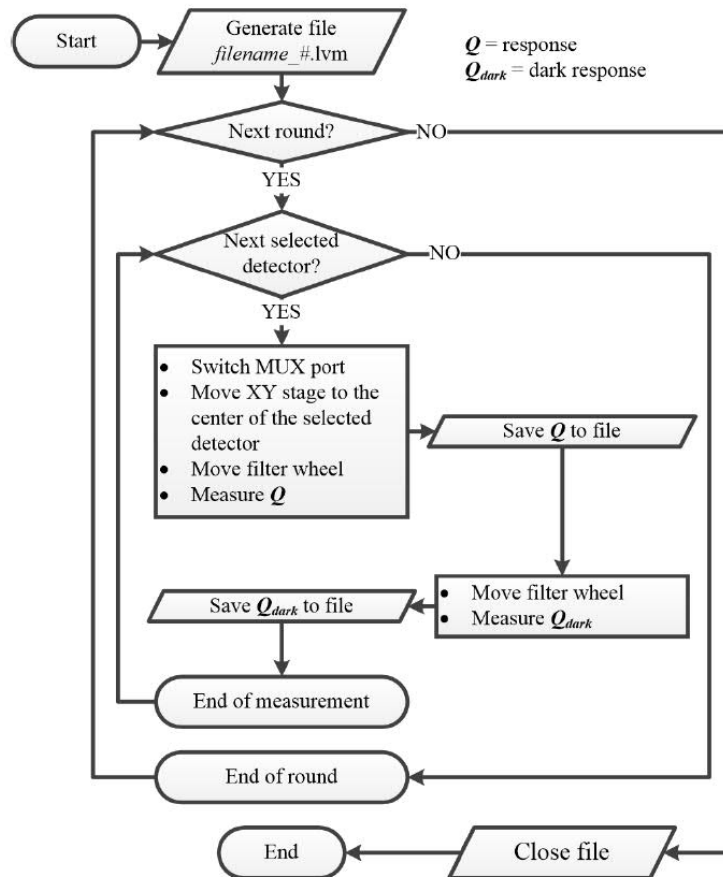 Start
Generate file
filename_#.lvm
Q = response
Qdark = dark response
Next round?
NO
YES
Next selected
detector?
NO
YES
• Switch MUX port
• Move XY stage to the
center of the selected
detector
• Move filter wheel
• Measure Q
Save Q to file
• Move filter wheel
• Measure Qdark
Save Qdark to file
End of measurement
End of round
End
Close file